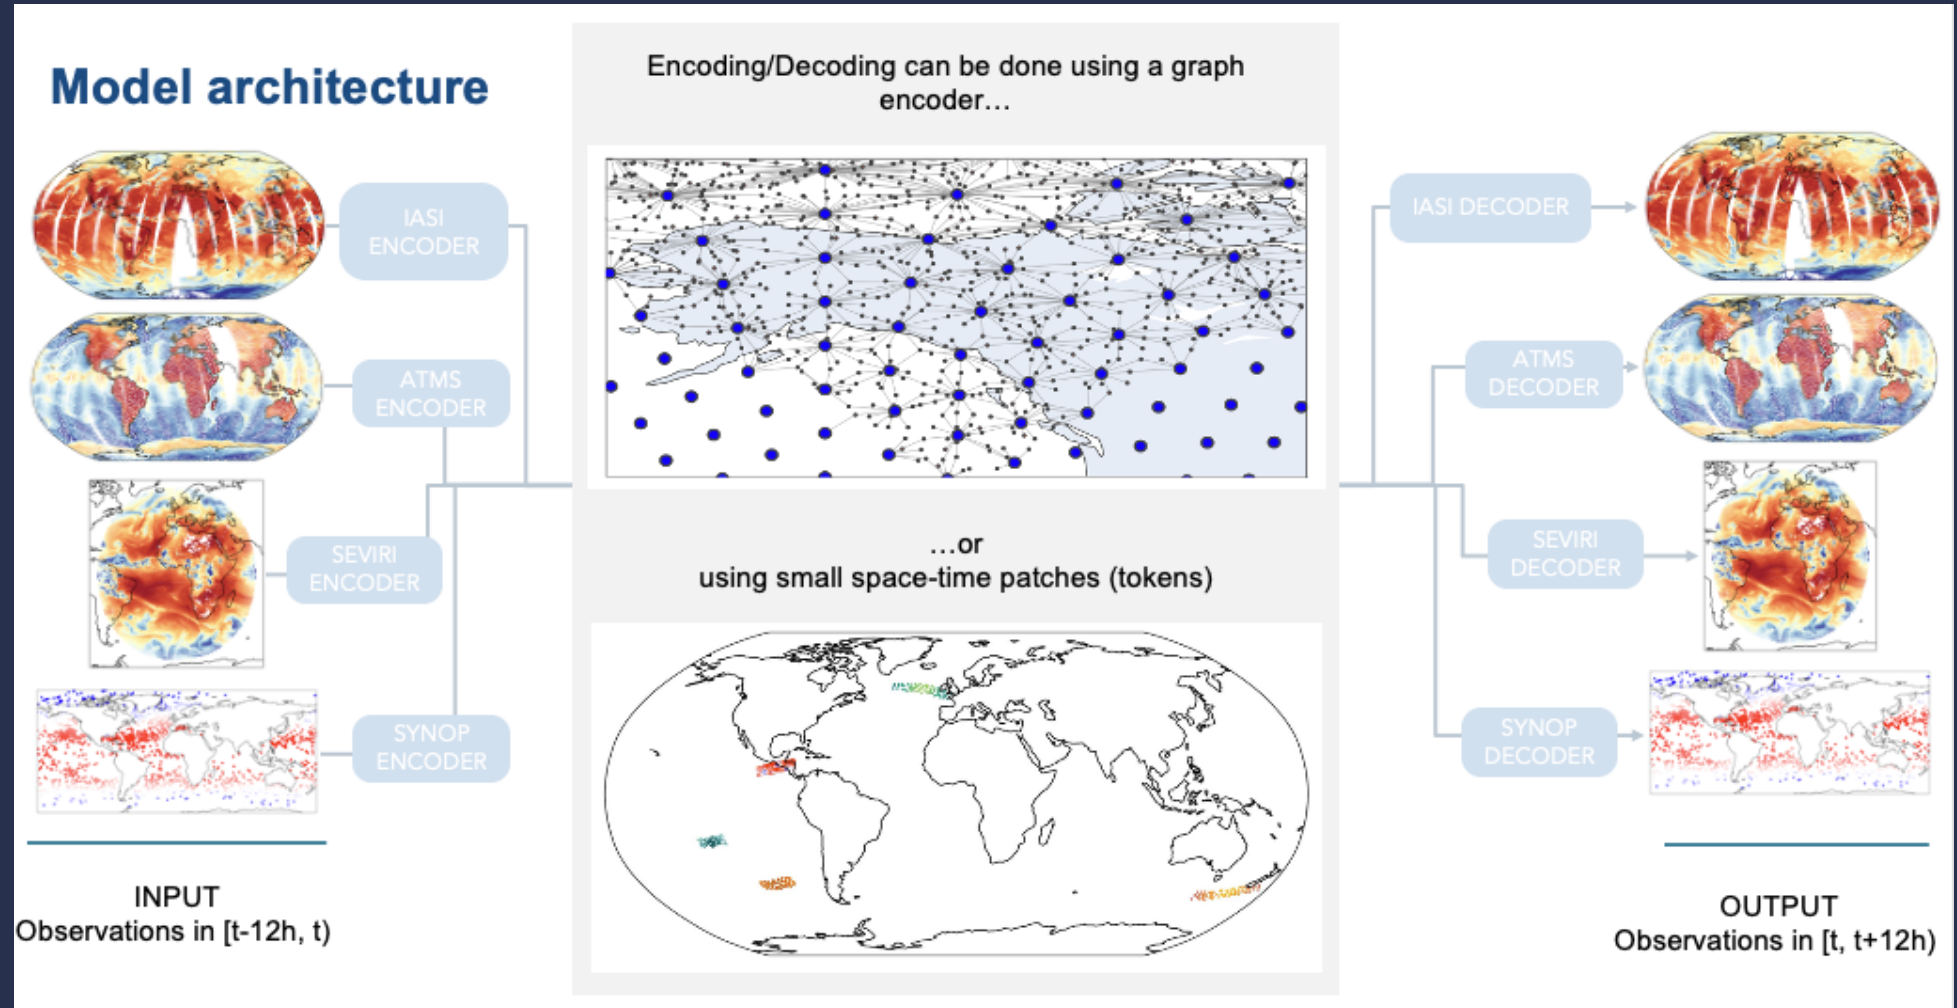 Model architecture
Encoding/Decoding can be done using a graph
encoder…
IASI
ENCODER
ATMS
ENCODER
SEVIRI
ENCODER
SYNOP
ENCODER
INPUT
Observations in [t-12h, t)
…or
using small space-time patches (tokens)
IASI DECODER
ATMS
DECODER
SEVIRI
DECODER
SYNOP
DECODER
OUTPUT
Observations in [t, t+12h)